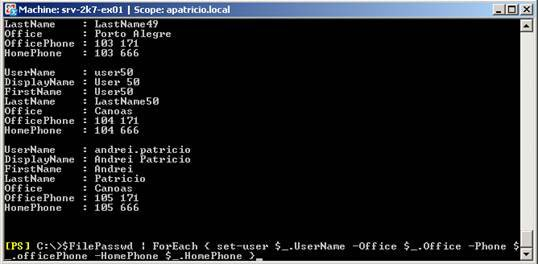 Machine: srv-2k7-ex01 | Scope: apatricio.local
LastName : LastName49
Office : Porto Alegre
OfficePhone : 103 171
HomePhone : 103 666
UserName : user50
DisplayName : User 50
FirstName : User50
LastName : LastName50
Office : Canoas
OfficePhone : 104 171
HomePhone : 104 666
UserName : andrei.patricio
DisplayName : Andrei Patricio
FirstName : Andrei
LastName : Patricio
Office : Canoas
OfficePhone : 105 171
HomePhone : 105 666
[PS] C:\>$FilePasswd | ForEach { set-user $_.UserName -Office $_.Office -Phone $
_.officePhone -HomePhone $_.HomePhone }_